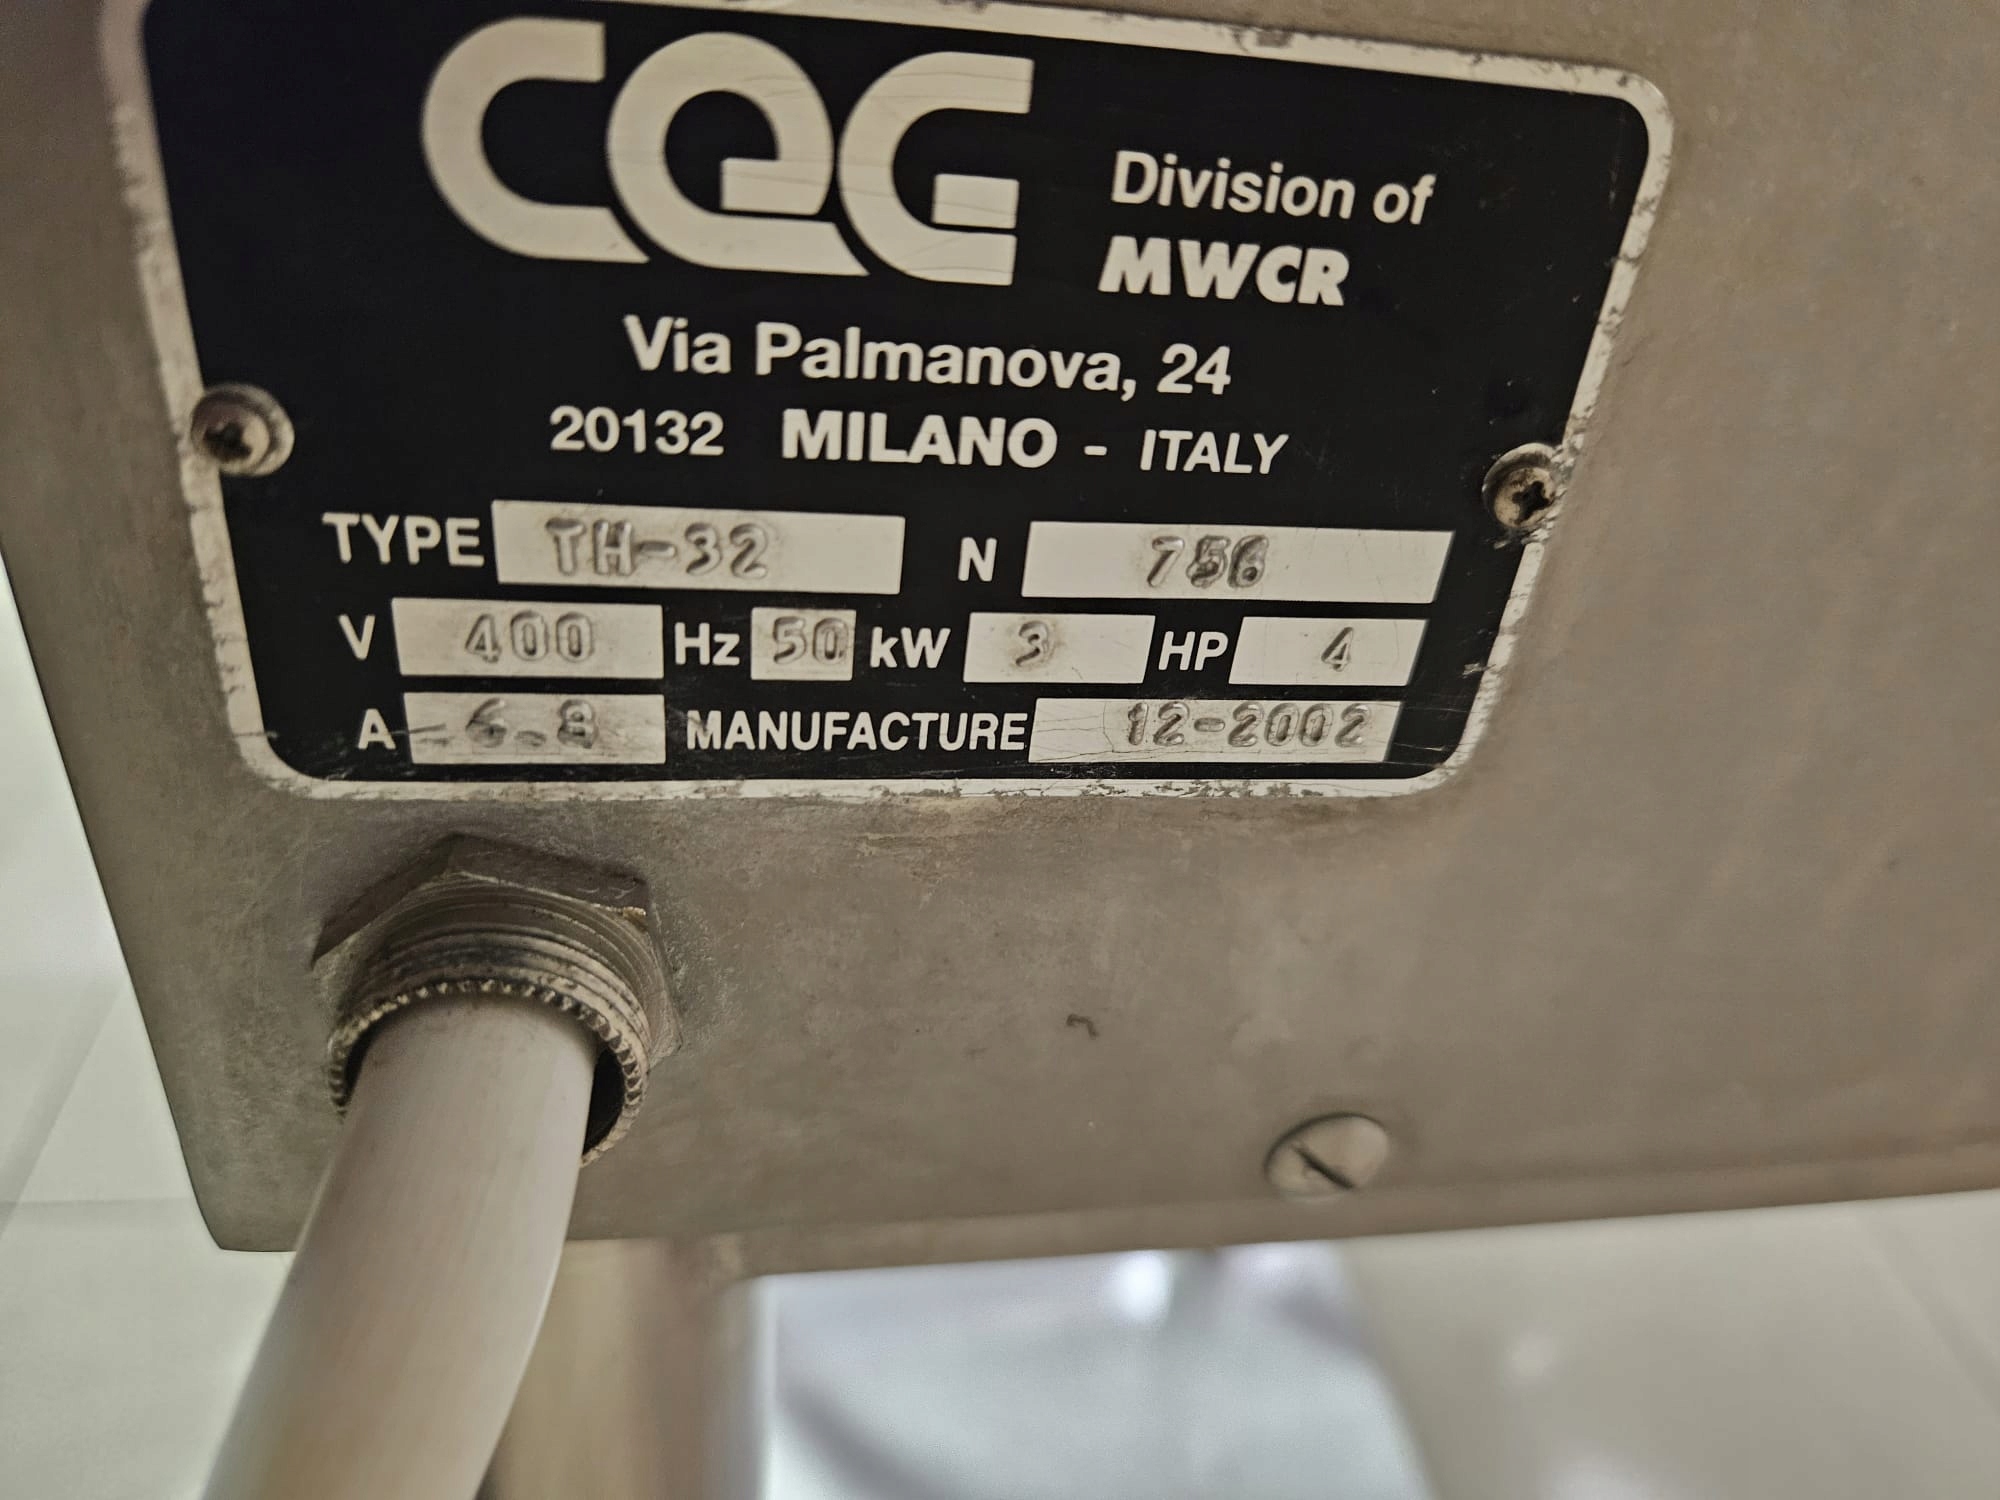 CQG Division of
MWCR
Via Palmanova, 24
20132 MILANO - ITALY
TYPE TH-32 N 756
V 400 Hz 50 kW 3 HP 4
A 6.8 MANUFACTURE 12-2002